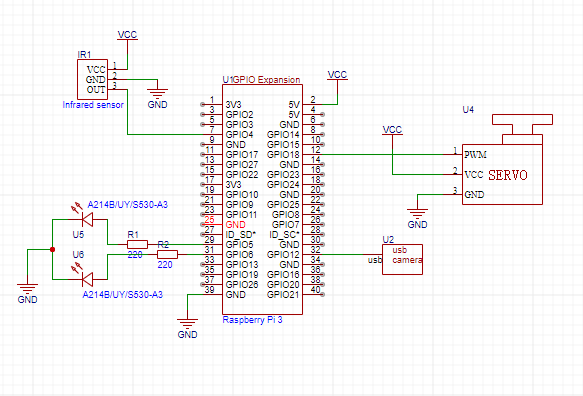 VCC
IR1
VCC 1
GND 2
OUT 3
Infrared sensor
GND
U1GPIO Expansion
VCC
1 3V3 5V 2
3 GPIO2 5V 4
5 GPIO3 GND 6
7 GPIO4 GPIO14 8
9 GND GPIO15 10
11 GPIO17 GPIO18 12
13 GPIO27 GND 14
15 GPIO22 GPIO23 16
17 3V3 GPIO24 18
19 GPIO10 GND 20
21 GPIO9 GPIO25 22
23 GPIO11 GPIO8 24
25 GND GPIO7 26
27 ID_SD* ID_SC* 28
29 GPIO5 GND 30
31 GPIO6 GPIO12 32
33 GPIO13 GND 34
35 GPIO19 GPIO16 36
37 GPIO26 GPIO20 38
39 GND GPIO21 40
Raspberry Pi 3
GND
U4
VCC
1 PWM
2 VCC
SERVO
3 GND
GND
U2
usb
usb
camera
A214B/UY/S530-A3
U5
R1
220
U6
R2
220
A214B/UY/S530-A3
GND